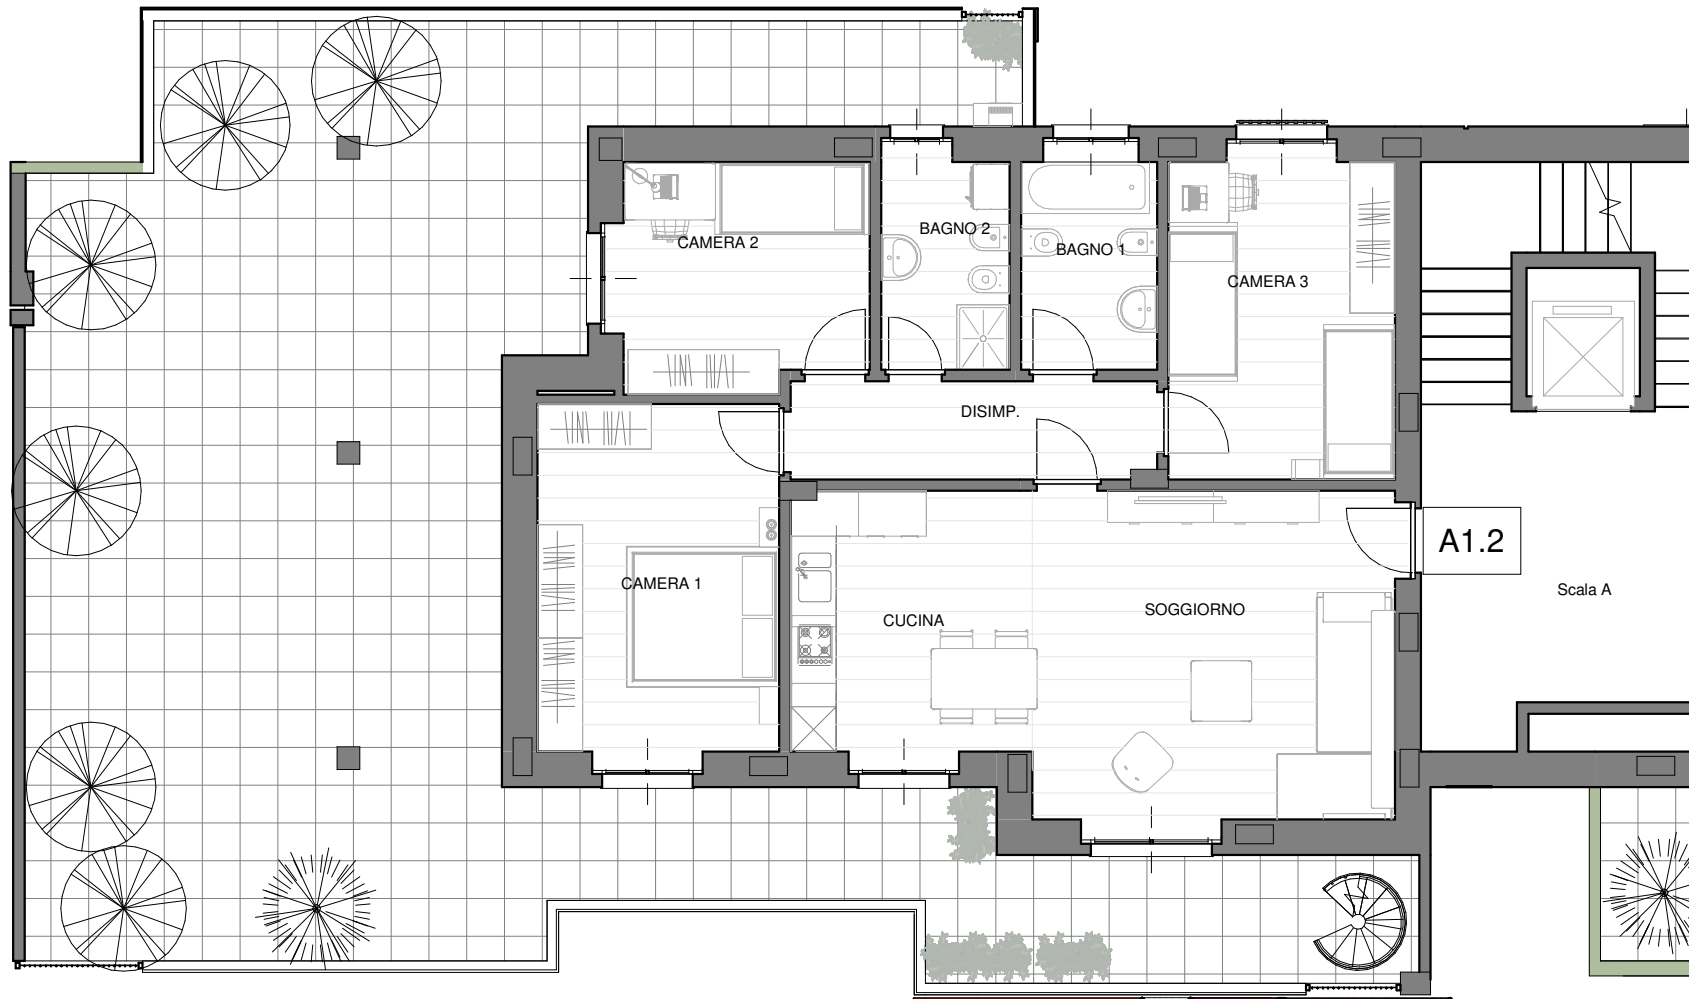 BAGNO 2
CAMERA 2
BAGNO 1
CAMERA 3
DISIMP.
A1.2
CAMERA 1
Scala A
SOGGIORNO
CUCINA